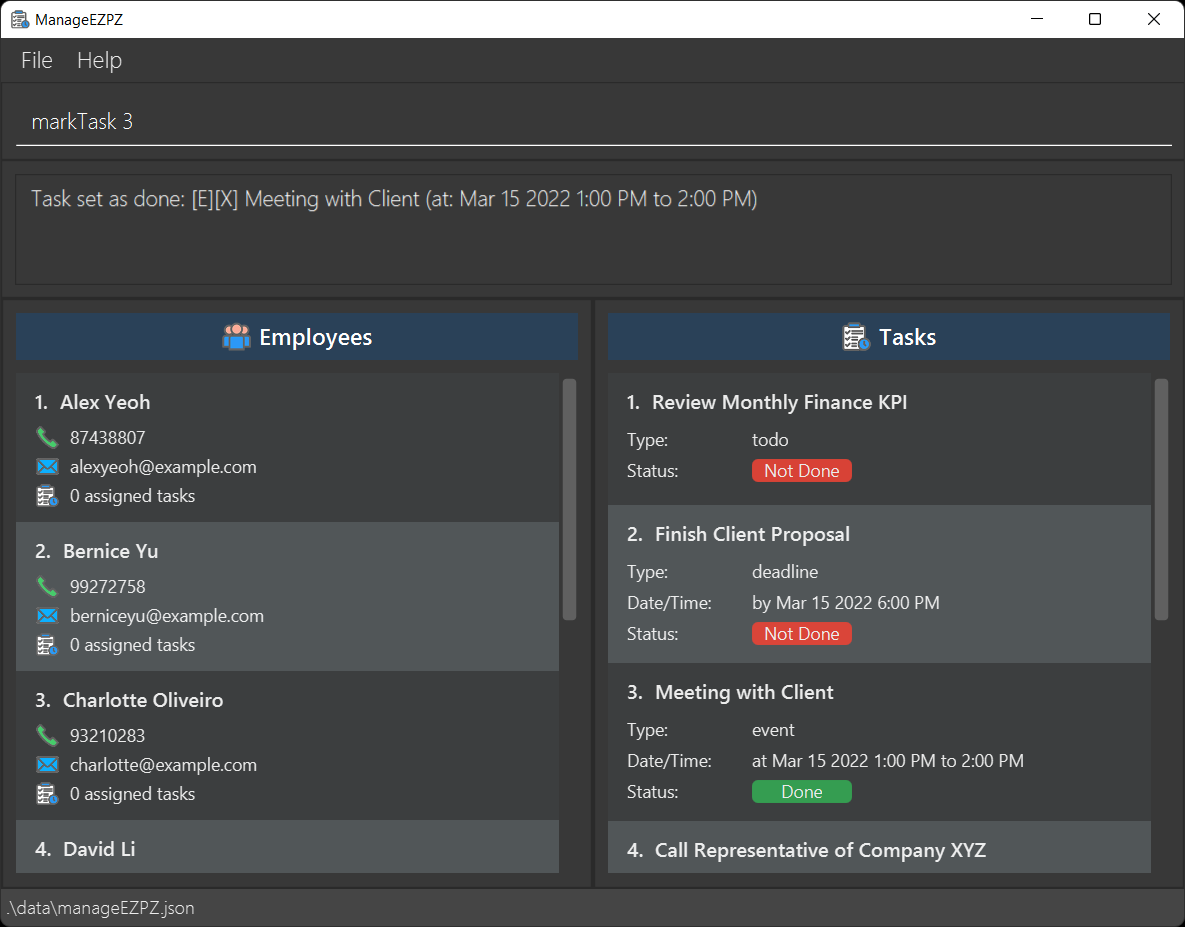 ManageEZPZ
File Help
markTask 3
Task set as done: [E][X] Meeting with Client (at: Mar 15 2022 1:00 PM to 2:00 PM)
Employees
1. Alex Yeoh
87438807
alexyeoh@example.com
0 assigned tasks
2. Bernice Yu
99272758
berniceyu@example.com
0 assigned tasks
3. Charlotte Oliveiro
93210283
charlotte@example.com
0 assigned tasks
4. David Li
Tasks
1. Review Monthly Finance KPI
Type: todo
Status: Not Done
2. Finish Client Proposal
Type: deadline
Date/Time: by Mar 15 2022 6:00 PM
Status: Not Done
3. Meeting with Client
Type: event
Date/Time: at Mar 15 2022 1:00 PM to 2:00 PM
Status: Done
4. Call Representative of Company XYZ
.\data\manageEZPZ.json